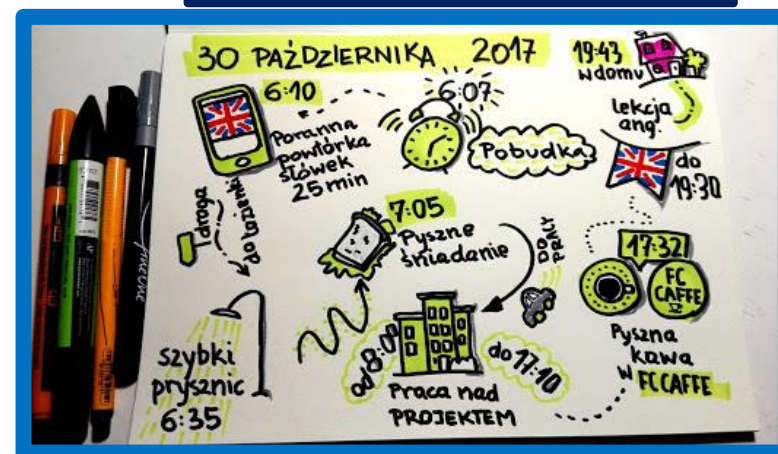 30 PAŹDZIERNIKA 2017
6:07
Pobudka
6:10
Poranna
powtórka
słówek
25 min
droga
do łazienki
szybki
prysznic
6:35
7:05
Pyszne
śniadanie
DO PRACY
od 8:00
do 17:10
Praca nad
PROJEKTEM
17:32
FC
CAFFE
Pyszna
kawa
w FC CAFFE
lekcja
ang.
do
19:30
19:43
w domu